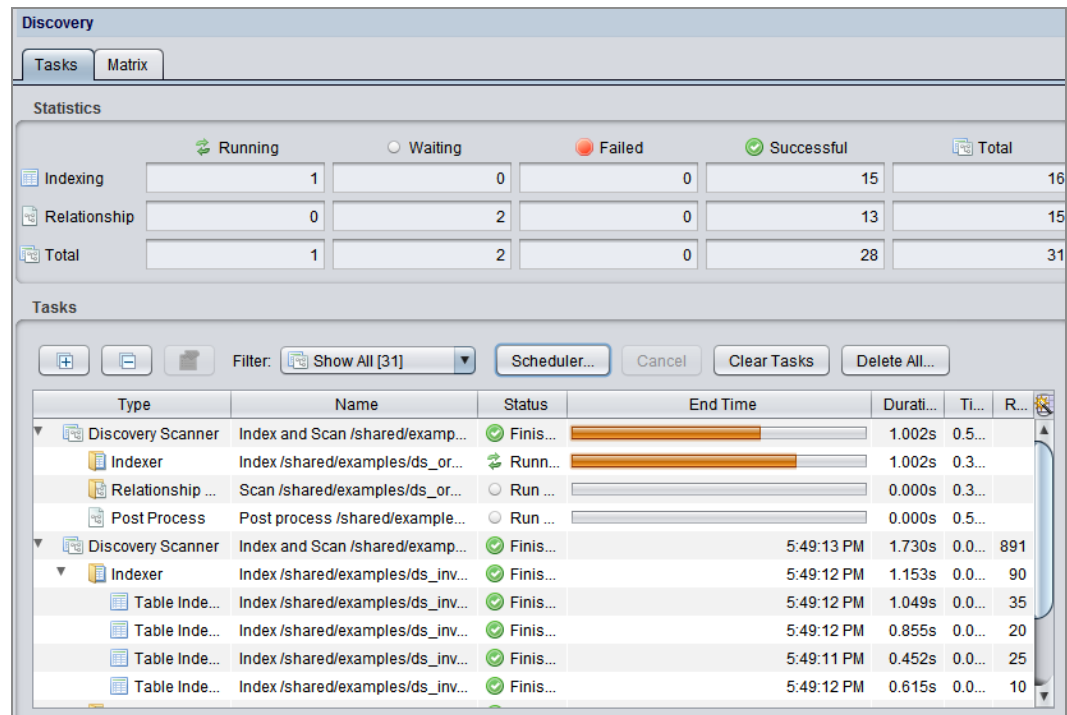 Discovery
Tasks Matrix
Statistics
Running Waiting Failed Successful Total
Indexing 1 0 0 15 16
Relationship 0 2 0 13 15
Total 1 2 0 28 31
Tasks
Filter: Show All [31] Scheduler... Cancel Clear Tasks Delete All...
Type Name Status End Time Durati... Ti... R...
Discovery Scanner Index and Scan /shared/examp... Finis... 1.002s 0.5...
Indexer Index /shared/examples/ds_or... Runn... 1.002s 0.3...
Relationship ... Scan /shared/examples/ds_or... Run ... 0.000s 0.3...
Post Process Post process /shared/example... Run ... 0.000s 0.5...
Discovery Scanner Index and Scan /shared/examp... Finis... 5:49:13 PM 1.730s 0.0... 891
Indexer Index /shared/examples/ds_inv... Finis... 5:49:12 PM 1.153s 0.0... 90
Table Inde... Index /shared/examples/ds_inv... Finis... 5:49:12 PM 1.049s 0.0... 35
Table Inde... Index /shared/examples/ds_inv... Finis... 5:49:12 PM 0.855s 0.0... 20
Table Inde... Index /shared/examples/ds_inv... Finis... 5:49:11 PM 0.452s 0.0... 25
Table Inde... Index /shared/examples/ds_inv... Finis... 5:49:12 PM 0.615s 0.0... 10